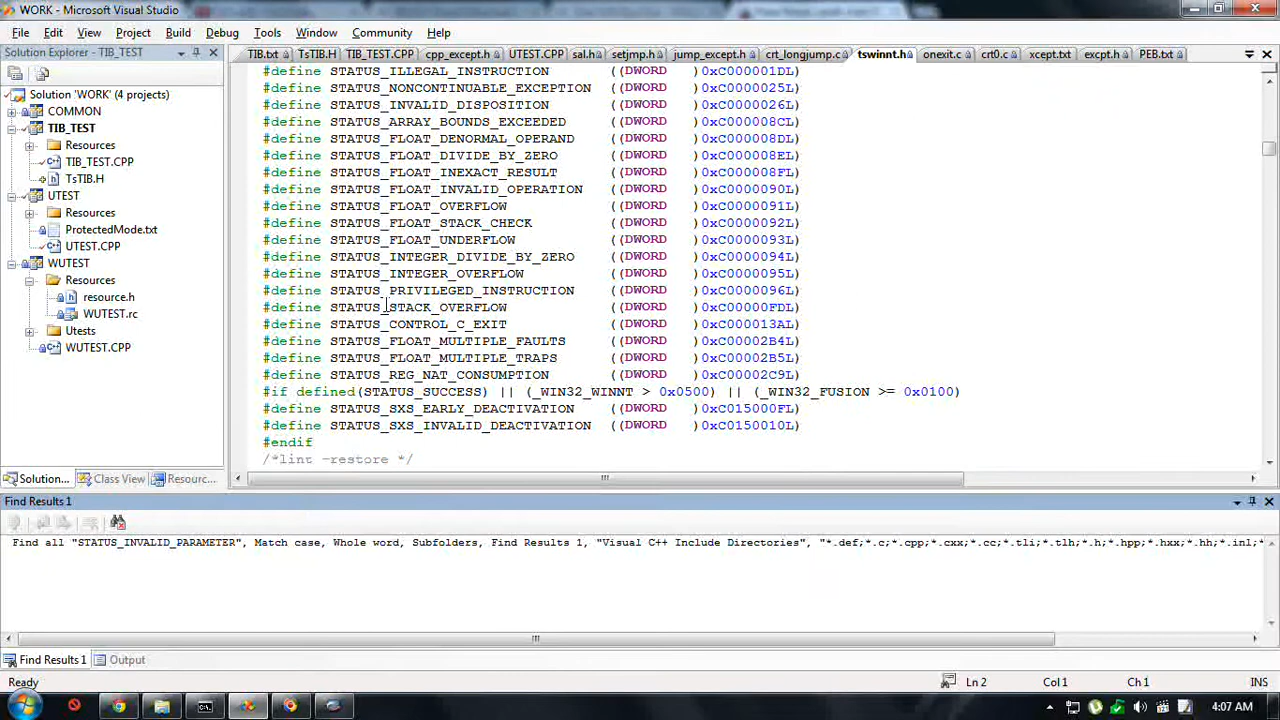 WORK - Microsoft Visual Studio
File Edit View Project Build Debug Tools Window Community Help
Solution Explorer - TIB_TEST
TIB.txt TsTIB.H TIB_TEST.CPP cpp_except.h UTEST.CPP sal.h setjmp.h jump_except.h crt_longjump.c tswinnt.h onexit.c crt0.c xcept.txt excpt.h PEB.txt
Solution 'WORK' (4 projects)
COMMON
TIB_TEST
Resources
TIB_TEST.CPP
TsTIB.H
UTEST
Resources
ProtectedMode.txt
UTEST.CPP
WUTEST
Resources
resource.h
WUTEST.rc
Utests
WUTEST.CPP
Solution... Class View Resourc...
#define STATUS_ILLEGAL_INSTRUCTION ((DWORD )0xC000001DL)
#define STATUS_NONCONTINUABLE_EXCEPTION ((DWORD )0xC0000025L)
#define STATUS_INVALID_DISPOSITION ((DWORD )0xC0000026L)
#define STATUS_ARRAY_BOUNDS_EXCEEDED ((DWORD )0xC000008CL)
#define STATUS_FLOAT_DENORMAL_OPERAND ((DWORD )0xC000008DL)
#define STATUS_FLOAT_DIVIDE_BY_ZERO ((DWORD )0xC000008EL)
#define STATUS_FLOAT_INEXACT_RESULT ((DWORD )0xC000008FL)
#define STATUS_FLOAT_INVALID_OPERATION ((DWORD )0xC0000090L)
#define STATUS_FLOAT_OVERFLOW ((DWORD )0xC0000091L)
#define STATUS_FLOAT_STACK_CHECK ((DWORD )0xC0000092L)
#define STATUS_FLOAT_UNDERFLOW ((DWORD )0xC0000093L)
#define STATUS_INTEGER_DIVIDE_BY_ZERO ((DWORD )0xC0000094L)
#define STATUS_INTEGER_OVERFLOW ((DWORD )0xC0000095L)
#define STATUS_PRIVILEGED_INSTRUCTION ((DWORD )0xC0000096L)
#define STATUS_STACK_OVERFLOW ((DWORD )0xC00000FDL)
#define STATUS_CONTROL_C_EXIT ((DWORD )0xC000013AL)
#define STATUS_FLOAT_MULTIPLE_FAULTS ((DWORD )0xC00002B4L)
#define STATUS_FLOAT_MULTIPLE_TRAPS ((DWORD )0xC00002B5L)
#define STATUS_REG_NAT_CONSUMPTION ((DWORD )0xC00002C9L)
#if defined(STATUS_SUCCESS) || (_WIN32_WINNT > 0x0500) || (_WIN32_FUSION >= 0x0100)
#define STATUS_SXS_EARLY_DEACTIVATION ((DWORD )0xC015000FL)
#define STATUS_SXS_INVALID_DEACTIVATION ((DWORD )0xC0150010L)
#endif
/*lint -restore */
Find Results 1
Find all "STATUS_INVALID_PARAMETER", Match case, Whole word, Subfolders, Find Results 1, "Visual C++ Include Directories", "*.def;*.c;*.cpp;*.cxx;*.cc;*.tli;*.tlh;*.h;*.hpp;*.hxx;*.hh;*.inl;*
Find Results 1 Output
Ready Ln 2 Col 1 Ch 1 INS
4:07 AM